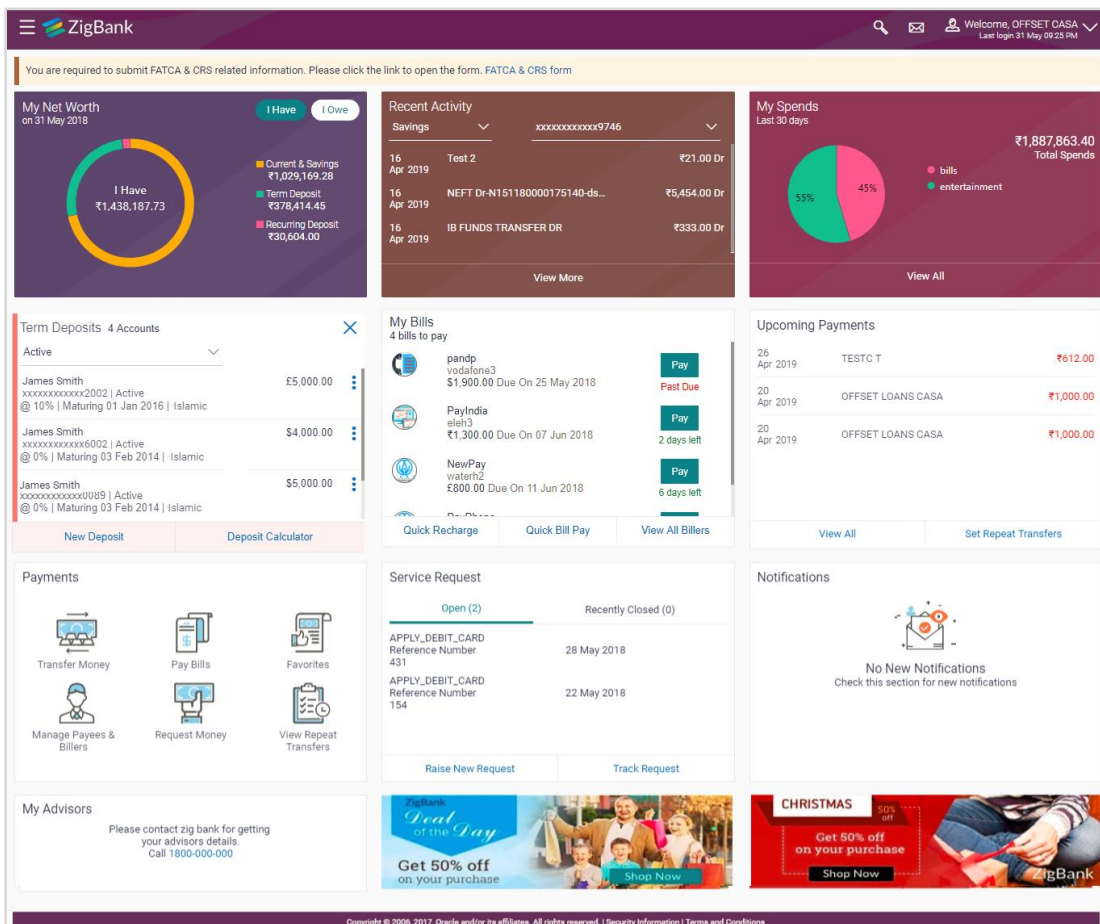 ZigBank
Welcome, OFFSET CASA
Last login 31 May 09:25 PM
You are required to submit FATCA & CRS related information. Please click the link to open the form. FATCA & CRS form
My Net Worth
on 31 May 2018
I Have
I Owe
I Have
₹1,438,187.73
Current & Savings
₹1,029,169.28
Term Deposit
₹378,414.45
Recurring Deposit
₹30,604.00
Recent Activity
Savings
xxxxxxxxxxxx9746
16
Apr 2019
Test 2
₹21.00 Dr
16
Apr 2019
NEFT Dr-N151180000175140-ds...
₹5,454.00 Dr
16
Apr 2019
IB FUNDS TRANSFER DR
₹333.00 Dr
View More
My Spends
Last 30 days
₹1,887,863.40
Total Spends
55%
45%
bills
entertainment
View All
Term Deposits 4 Accounts
Active
James Smith
£5,000.00
xxxxxxxxxxxx2002 | Active
@ 10% | Maturing 01 Jan 2016 | Islamic
James Smith
$4,000.00
xxxxxxxxxxxx6002 | Active
@ 0% | Maturing 03 Feb 2014 | Islamic
James Smith
$5,000.00
xxxxxxxxxxxx0089 | Active
@ 0% | Maturing 03 Feb 2014 | Islamic
New Deposit
Deposit Calculator
My Bills
4 bills to pay
pandp
vodafone3
$1,900.00 Due On 25 May 2018
Pay
Past Due
PayIndia
eleh3
₹1,300.00 Due On 07 Jun 2018
Pay
2 days left
NewPay
waterh2
£800.00 Due On 11 Jun 2018
Pay
6 days left
Quick Recharge
Quick Bill Pay
View All Billers
Upcoming Payments
26
Apr 2019
TESTC T
₹612.00
20
Apr 2019
OFFSET LOANS CASA
₹1,000.00
20
Apr 2019
OFFSET LOANS CASA
₹1,000.00
View All
Set Repeat Transfers
Payments
Transfer Money
Pay Bills
Favorites
Manage Payees &
Billers
Request Money
View Repeat
Transfers
Service Request
Open (2)
Recently Closed (0)
APPLY_DEBIT_CARD
Reference Number
431
28 May 2018
APPLY_DEBIT_CARD
Reference Number
154
22 May 2018
Raise New Request
Track Request
Notifications
No New Notifications
Check this section for new notifications
My Advisors
Please contact zig bank for getting
your advisors details.
Call 1800-000-000
ZigBank
Deal
of the Day
Get 50% off
on your purchase
Shop Now
CHRISTMAS
50%
off
Get 50% off
on your purchase
Shop Now
ZigBank
Copyright © 2006, 2017, Oracle and/or its affiliates. All rights reserved. | Security Information | Terms and Conditions